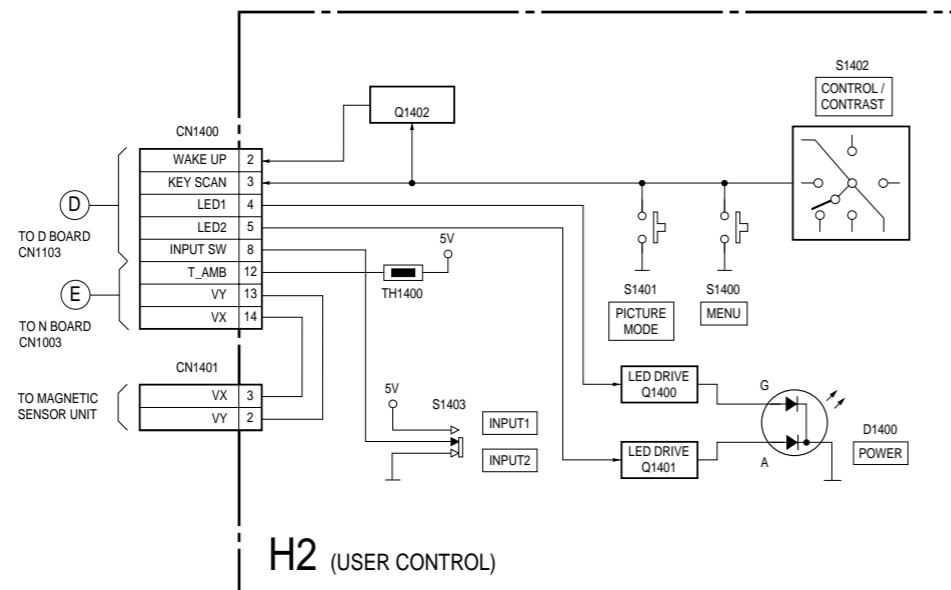 S1402
CONTROL /
CONTRAST
Q1402
CN1400
WAKE UP 2
KEY SCAN 3
LED1 4
LED2 5
INPUT SW 8
T_AMB 12
VY 13
VX 14
D
TO D BOARD
CN1103
E
TO N BOARD
CN1003
5V
TH1400
S1401
PICTURE
MODE
S1400
MENU
CN1401
VX 3
VY 2
TO MAGNETIC
SENSOR UNIT
5V
S1403
INPUT1
INPUT2
LED DRIVE
Q1400
LED DRIVE
Q1401
G
A
D1400
POWER
H2 (USER CONTROL)